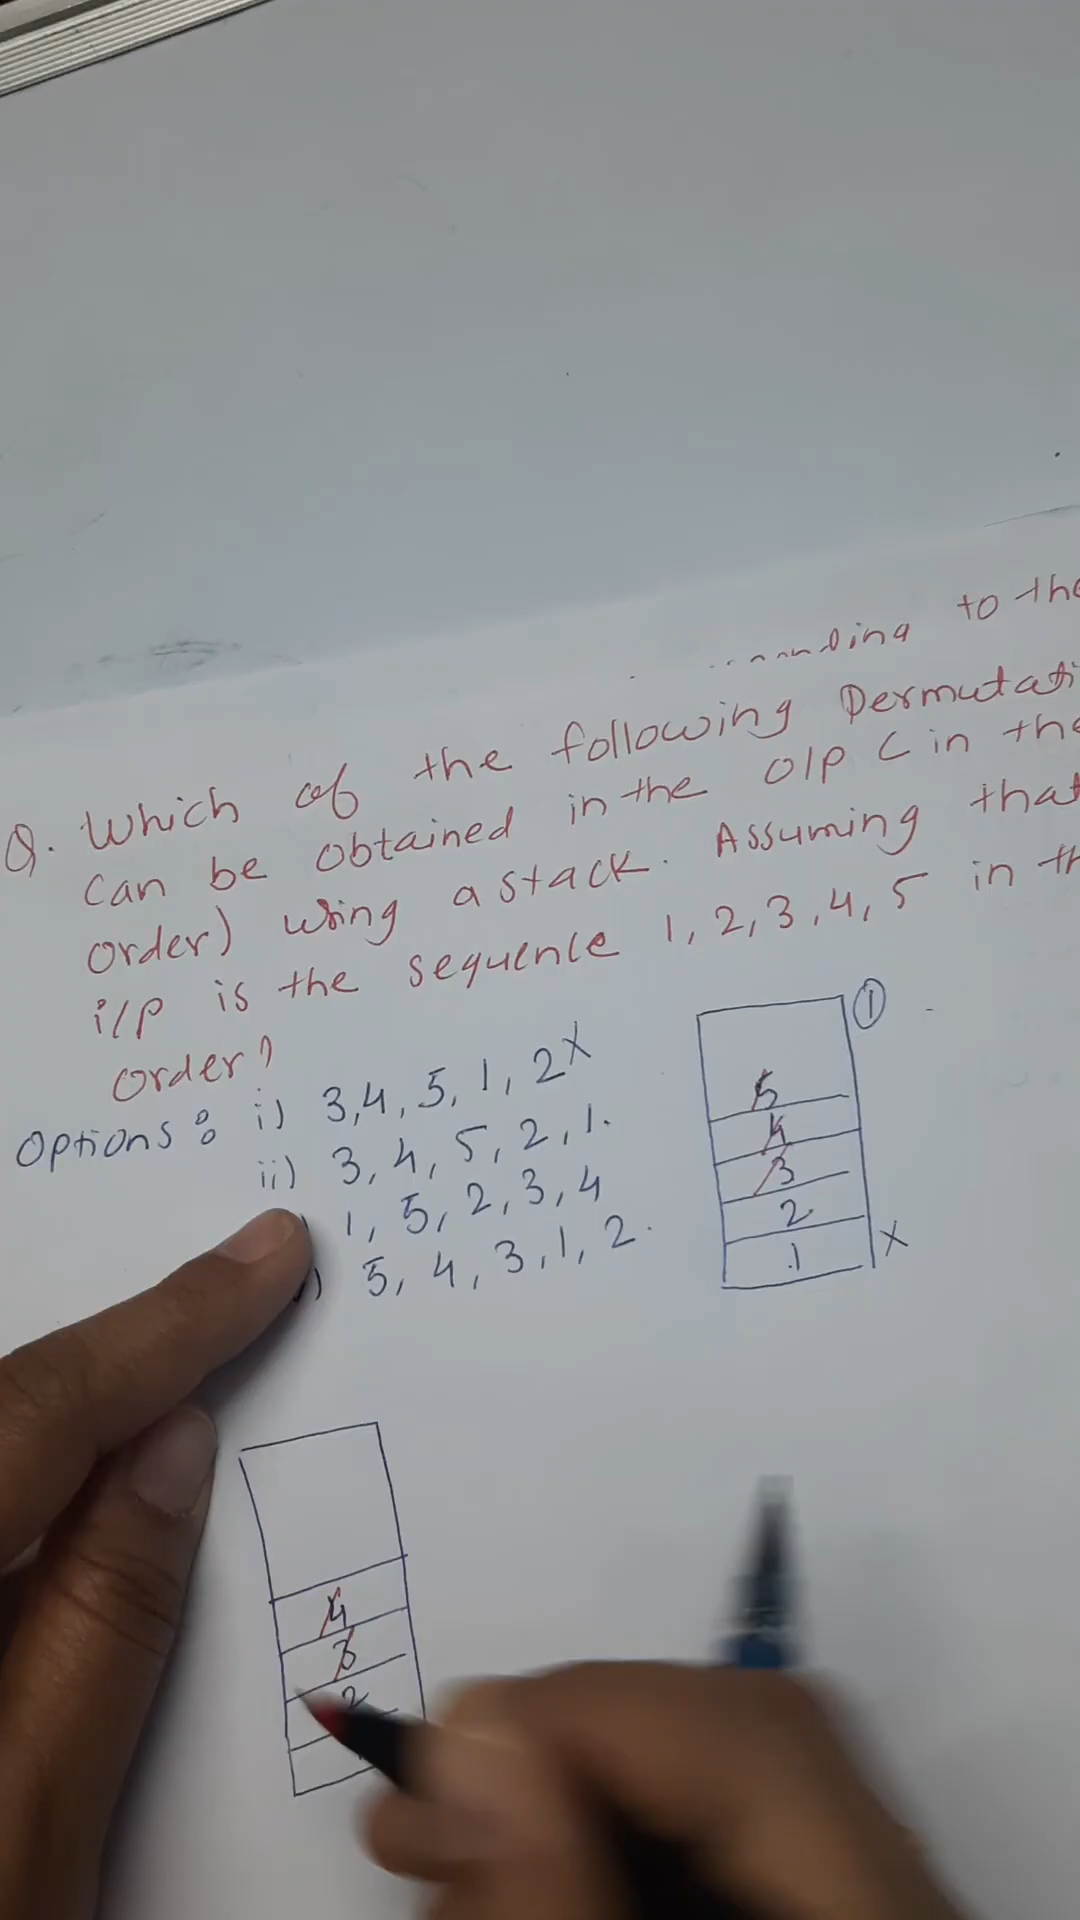 to the
Q. Which of the following Permutati
can be obtained in the O/P ( in the
order) using a stack. Assuming that
i/p is the sequence 1, 2, 3, 4, 5 in th
order?
Options: i) 3, 4, 5, 1, 2 X
ii) 3, 4, 5, 2, 1.
) 1, 5, 2, 3, 4
) 5, 4, 3, 1, 2.
1
5
4
3
2
1 X
4
3
2